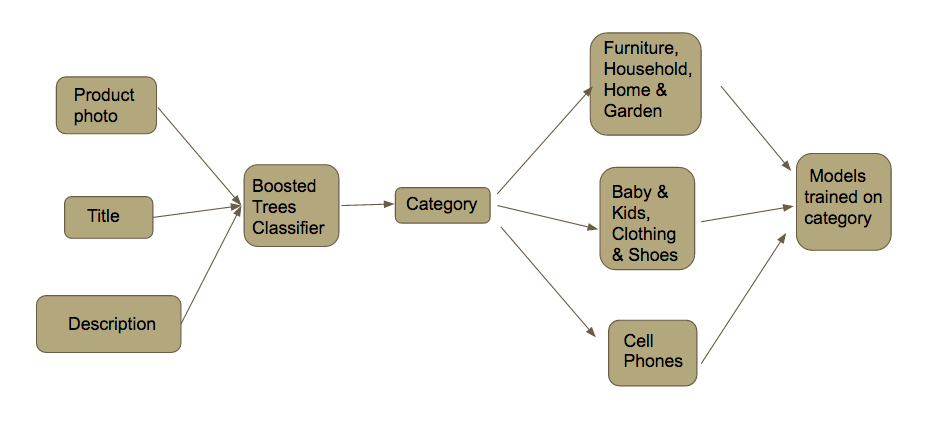 Product
photo
Title
Description
Boosted
Trees
Classifier
Category
Furniture,
Household,
Home &
Garden
Baby &
Kids,
Clothing
& Shoes
Cell
Phones
Models
trained on
category